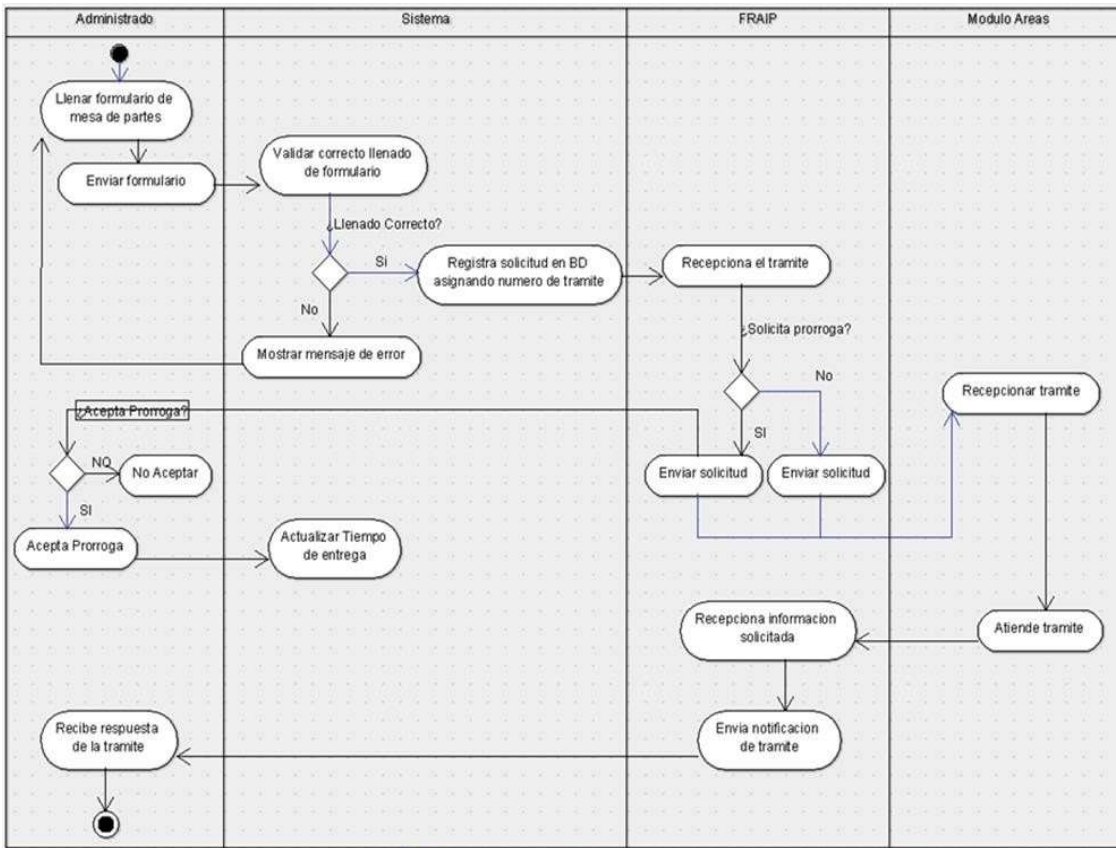 Administrado
Sistema
FRAIP
Modulo Areas
Llenar formulario de
mesa de partes
Enviar formulario
Validar correcto llenado
de formulario
¿Llenado Correcto?
Si
Registra solicitud en BD
asignando numero de tramite
Recepciona el tramite
No
Mostrar mensaje de error
¿Solicita prorroga?
No
SI
Recepcionar tramite
¿Acepta Prorroga?
NO
No Aceptar
Enviar solicitud
Enviar solicitud
SI
Acepta Prorroga
Actualizar Tiempo
de entrega
Recepciona informacion
solicitada
Atiende tramite
Recibe respuesta
de la tramite
Envia notificacion
de tramite